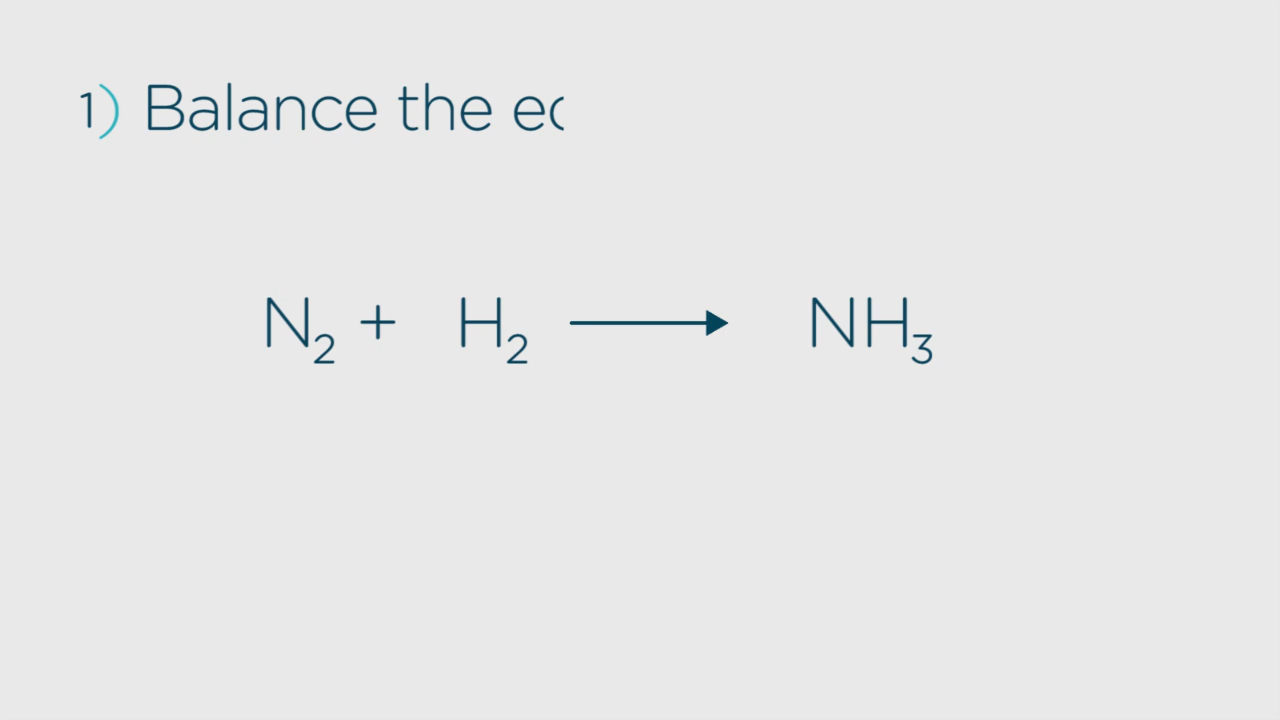 1) Balance the
N₂ + H₂ ⟶ NH₃